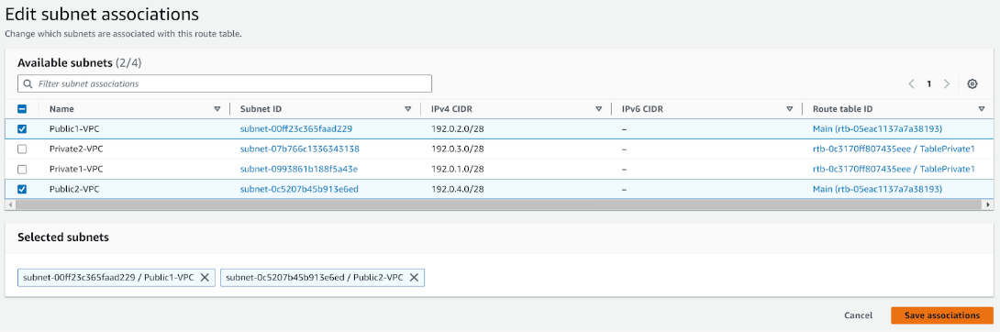 Edit subnet associations
Change which subnets are associated with this route table.
Available subnets (2/4)
Filter subnet associations
1
Name Subnet ID IPv4 CIDR IPv6 CIDR Route table ID
Public1-VPC subnet-00ff23c365faad229 192.0.2.0/28 – Main (rtb-05eac1137a7a38193)
Private2-VPC subnet-07b766c1336343138 192.0.3.0/28 – rtb-0c3170ff807435eee / TablePrivate1
Private1-VPC subnet-0993861b188f5a43e 192.0.1.0/28 – rtb-0c3170ff807435eee / TablePrivate1
Public2-VPC subnet-0c5207b45b913e6ed 192.0.4.0/28 – Main (rtb-05eac1137a7a38193)
Selected subnets
subnet-00ff23c365faad229 / Public1-VPC subnet-0c5207b45b913e6ed / Public2-VPC
Cancel Save associations